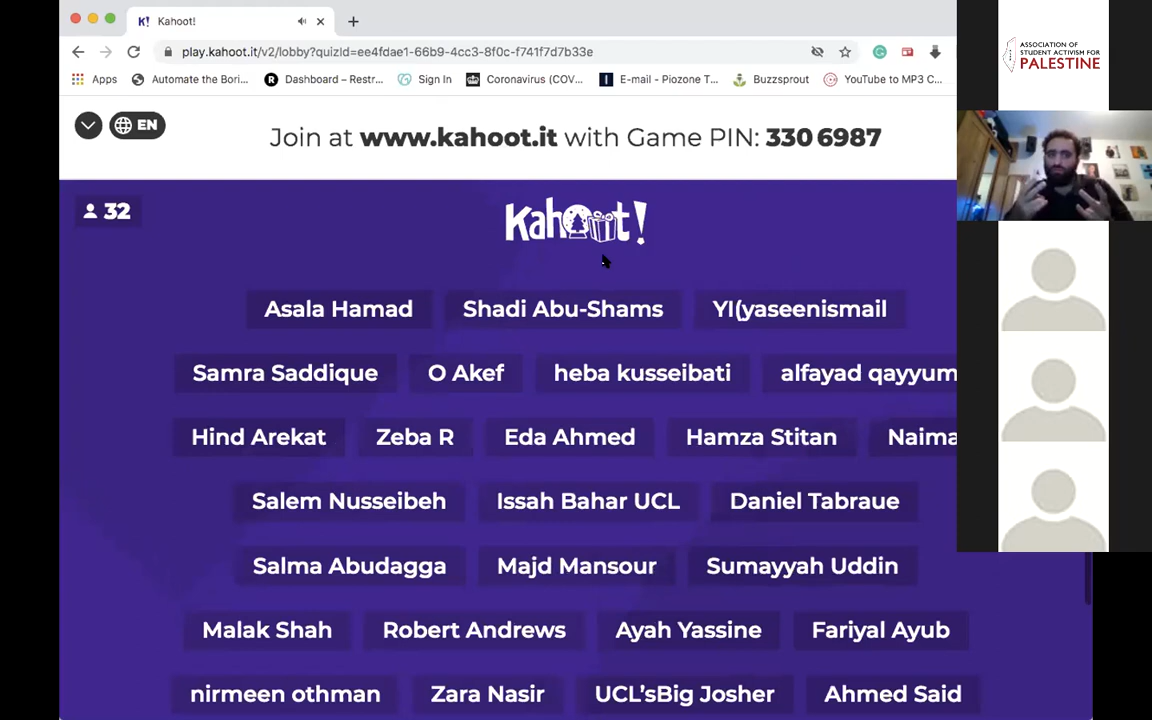 Kahoot!
play.kahoot.it/v2/lobby?quizId=ee4fdae1-66b9-4cc3-8f0c-f741f7d7b33e
Apps Automate the Bori... Dashboard – Restr... Sign In Coronavirus (COV... E-mail - Piozone T... Buzzsprout YouTube to MP3 C...
EN
Join at www.kahoot.it with Game PIN: 330 6987
32
Kahoot!
Asala Hamad Shadi Abu-Shams YI(yaseenismail
Samra Saddique O Akef heba kusseibati alfayad qayyum
Hind Arekat Zeba R Eda Ahmed Hamza Stitan Naima
Salem Nusseibeh Issah Bahar UCL Daniel Tabraue
Salma Abudagga Majd Mansour Sumayyah Uddin
Malak Shah Robert Andrews Ayah Yassine Fariyal Ayub
nirmeen othman Zara Nasir UCL'sBig Josher Ahmed Said
ASSOCIATION OF
STUDENT ACTIVISM FOR
PALESTINE